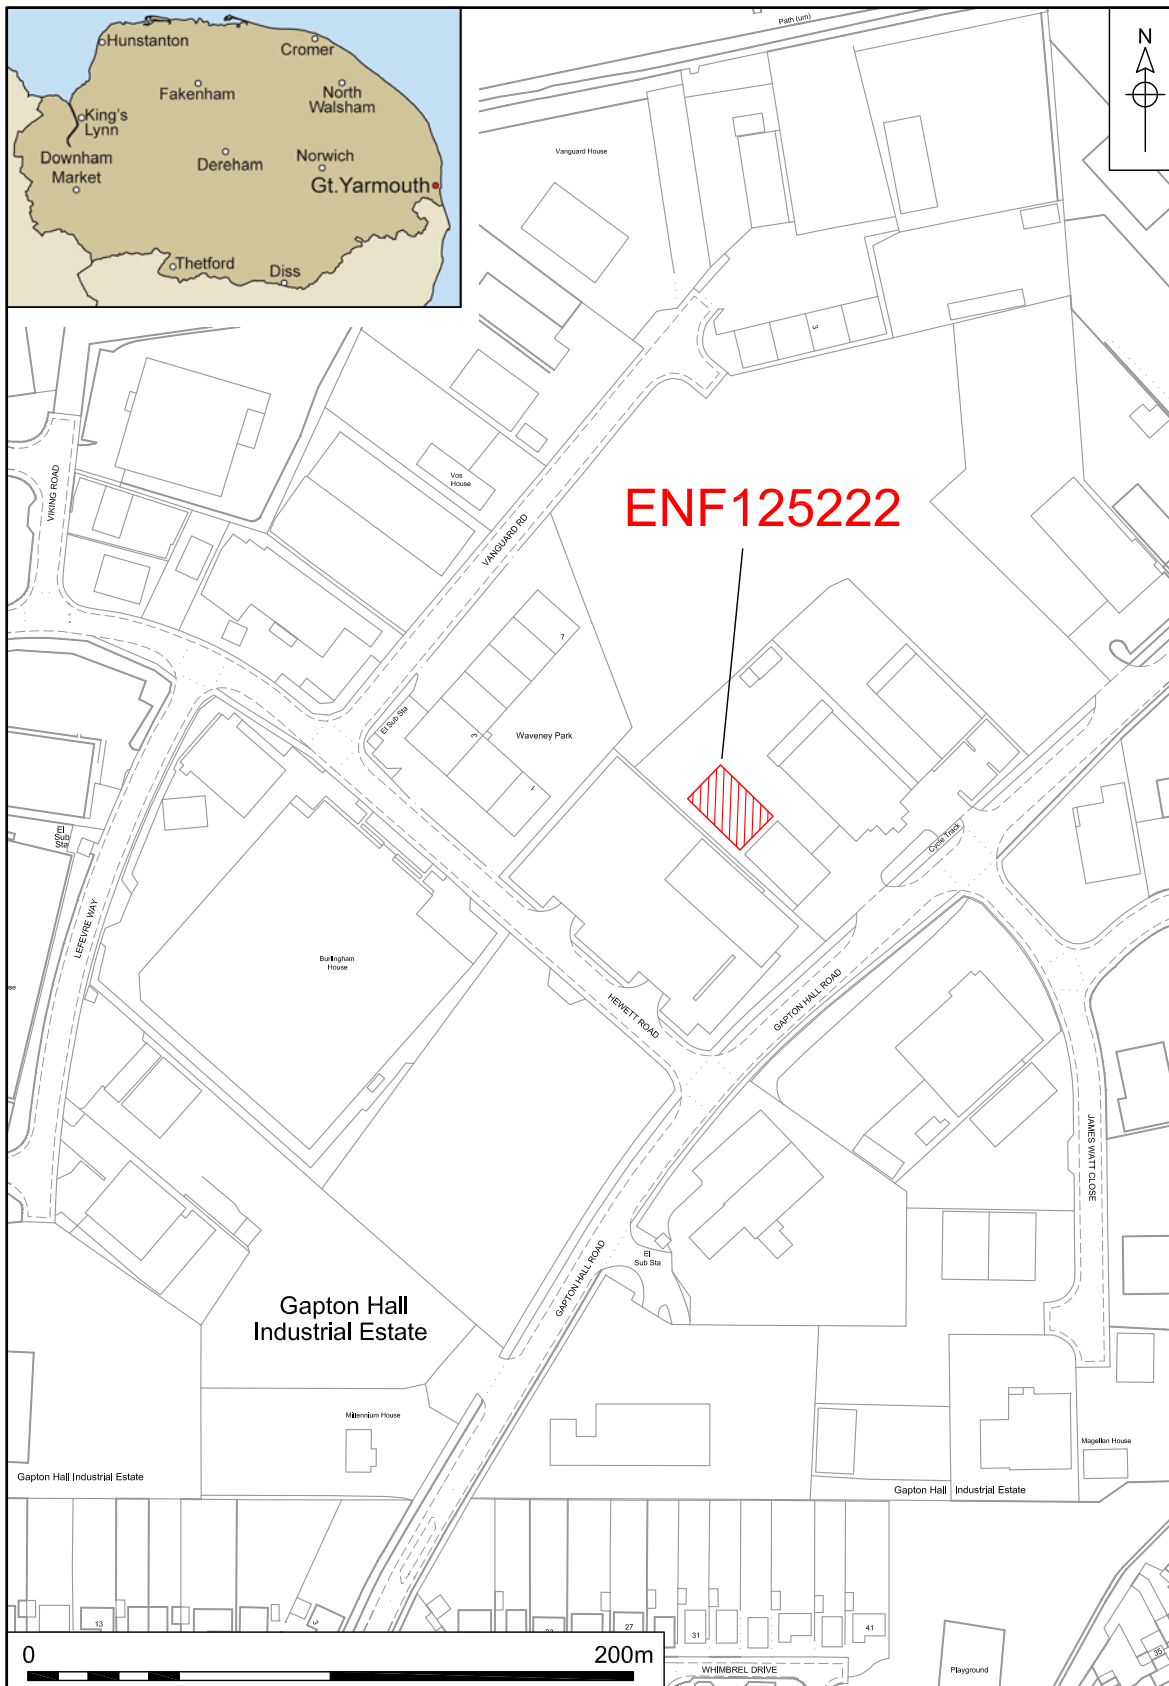 Hunstanton
Cromer
Fakenham
North
Walsham
King's
Lynn
Downham
Market
Dereham
Norwich
Gt.Yarmouth
Thetford
Diss
Path (um)
N
Vanguard House
3
Vos
House
VIKING ROAD
VANGUARD RD
ENF125222
7
El Sub Sta
3
Waveney Park
1
El
Sub
Sta
Cycle Track
LEFEVRE WAY
Burlingham
House
HEWETT ROAD
GAPTON HALL ROAD
JAMES WATT CLOSE
GAPTON HALL ROAD
El
Sub Sta
Gapton Hall
Industrial Estate
Millennium House
Magellan House
Gapton Hall Industrial Estate
Gapton Hall Industrial Estate
13
3
27
31
41
35
0
200m
WHIMBREL DRIVE
Playground